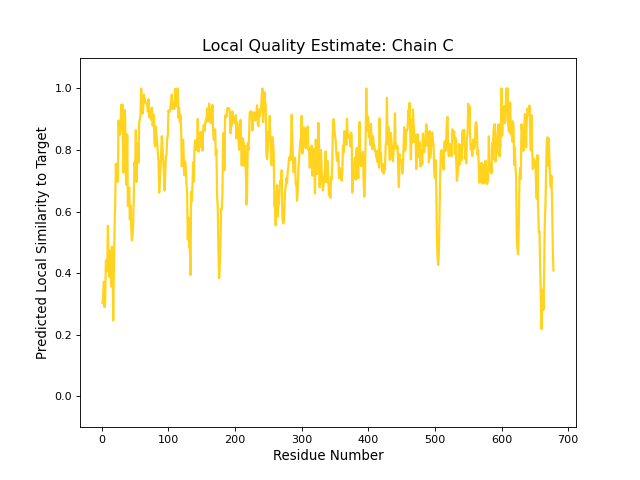 Local Quality Estimate: Chain C
Predicted Local Similarity to Target
1.0
0.8
0.6
0.4
0.2
0.0
0 100 200 300 400 500 600 700
Residue Number